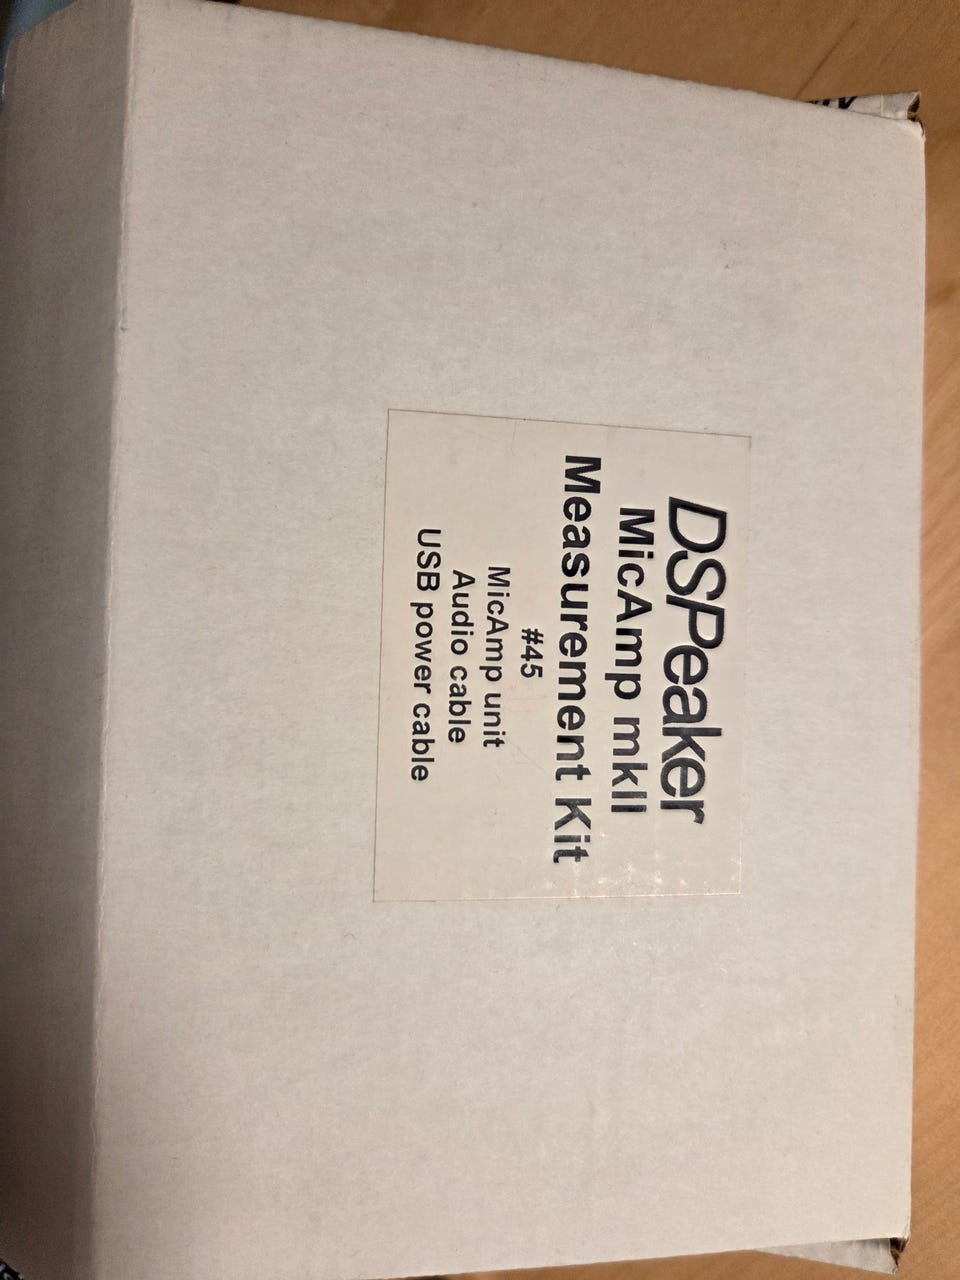 DSPeaker
MicAmp mkII
Measurement Kit
#45
MicAmp unit
Audio cable
USB power cable